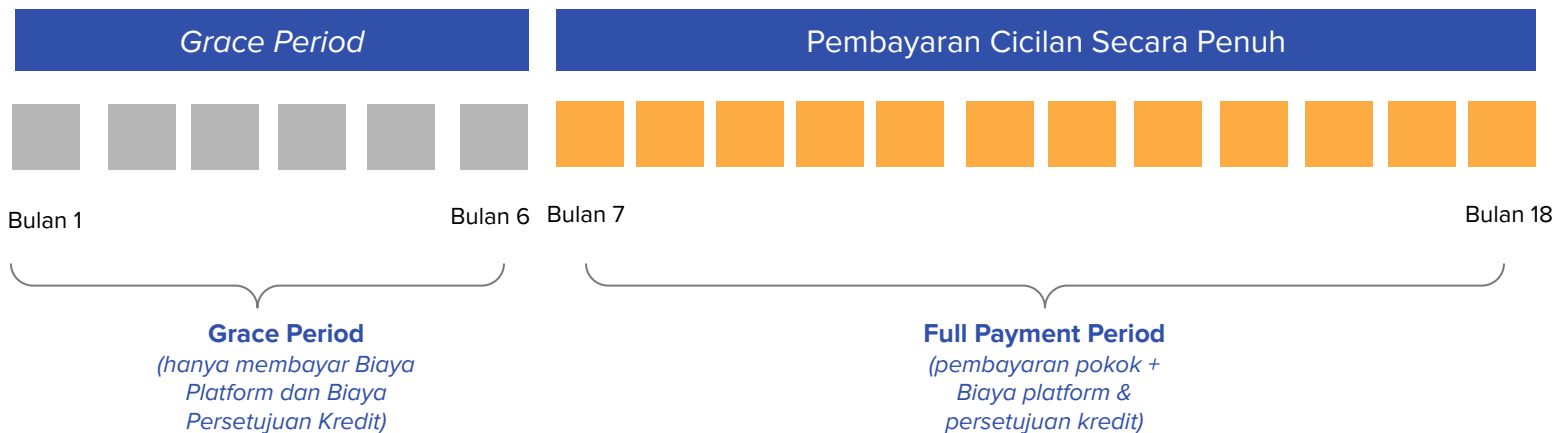 Grace Period
Pembayaran Cicilan Secara Penuh
Bulan 1
Bulan 6
Bulan 7
Bulan 18
Grace Period
(hanya membayar Biaya
Platform dan Biaya
Persetujuan Kredit)
Full Payment Period
(pembayaran pokok +
Biaya platform &
persetujuan kredit)